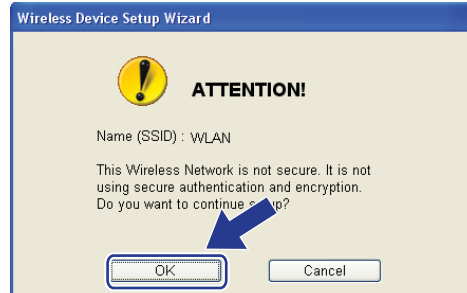 Wireless Device Setup Wizard
ATTENTION!
Name (SSID) : WLAN
This Wireless Network is not secure. It is not
using secure authentication and encryption.
Do you want to continue setup?
OK
Cancel